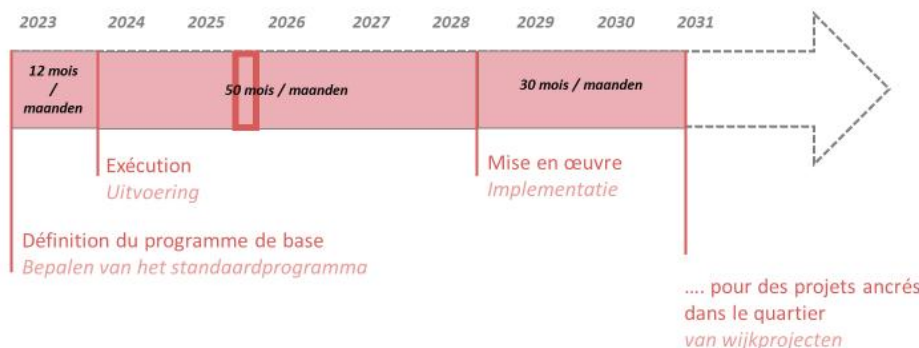 2023 2024 2025 2026 2027 2028 2029 2030 2031
12 mois
/
maanden
50 mois / maanden
30 mois / maanden
Exécution
Uitvoering
Mise en œuvre
Implementatie
Définition du programme de base
Bepalen van het standaardprogramma
.... pour des projets ancrés
dans le quartier
van wijkprojecten